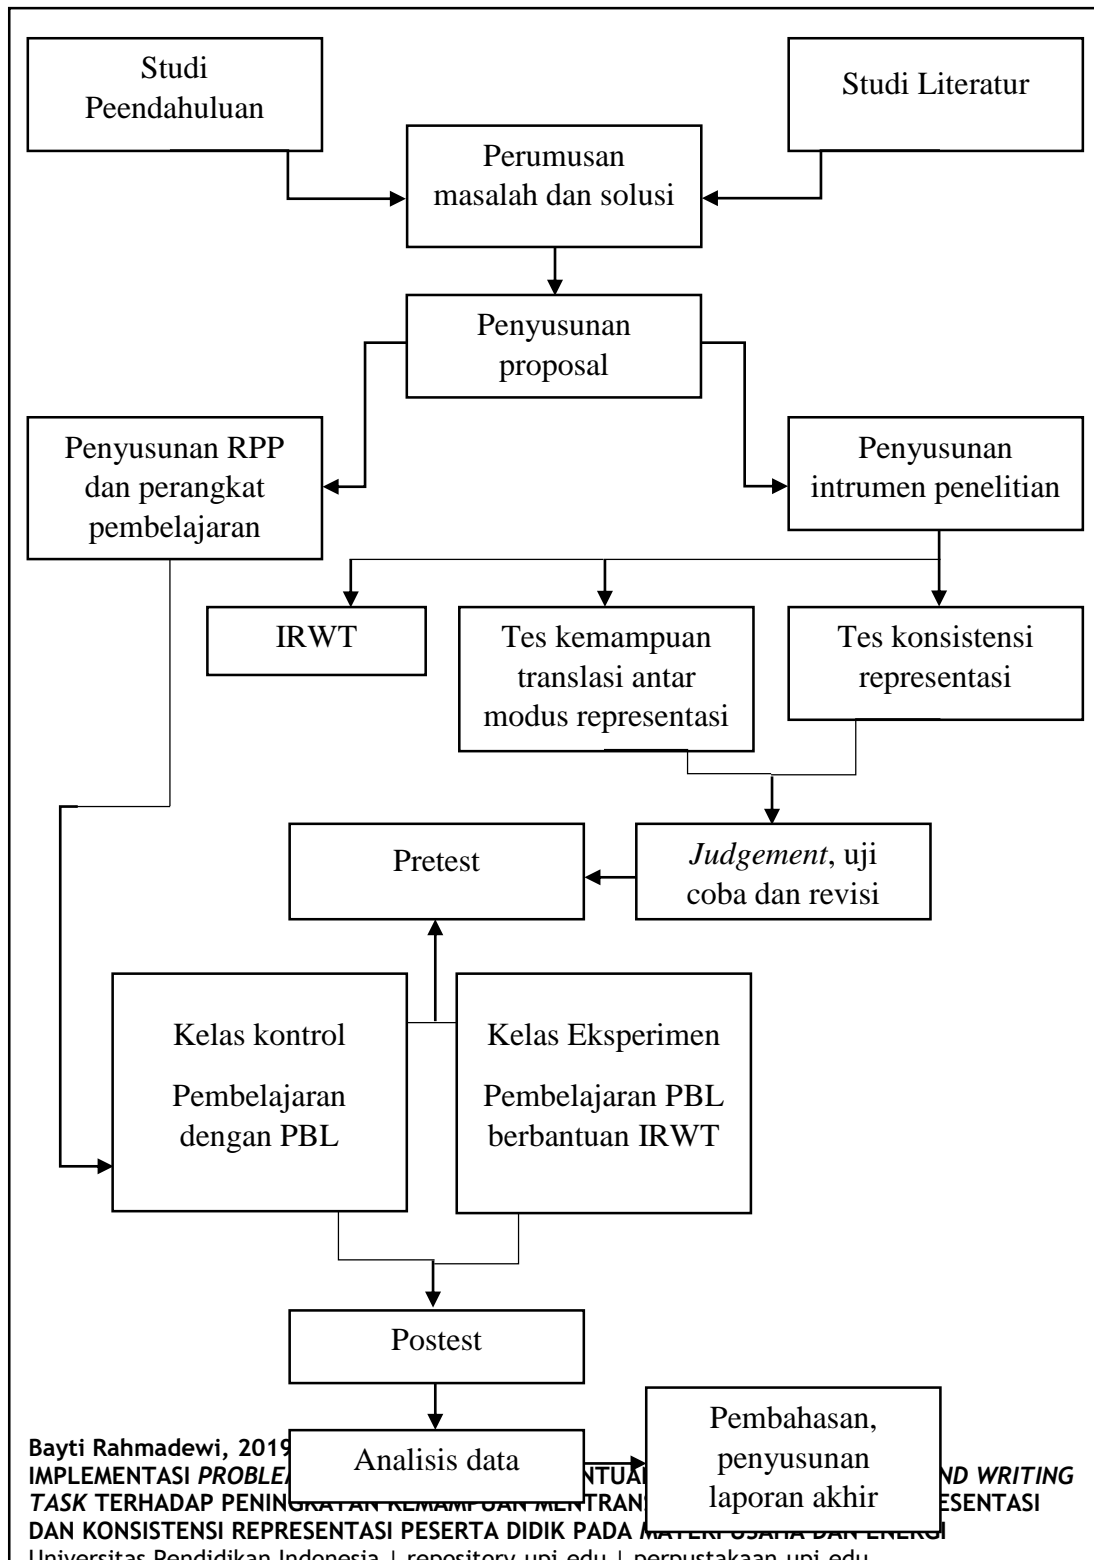 Studi
Peendahuluan
Studi Literatur
Perumusan
masalah dan solusi
Penyusunan
proposal
Penyusunan RPP
dan perangkat
pembelajaran
Penyusunan
intrumen penelitian
IRWT
Tes kemampuan
translasi antar
modus representasi
Tes konsistensi
representasi
Pretest
Judgement, uji
coba dan revisi
Kelas kontrol
Pembelajaran
dengan PBL
Kelas Eksperimen
Pembelajaran PBL
berbantuan IRWT
Postest
Analisis data
Pembahasan,
penyusunan
laporan akhir
Bayti Rahmadewi, 2019
IMPLEMENTASI WRITING
TASK TERHADAP PENINGKATAN KEMAMPUAN
DAN KONSISTENSI REPRESENTASI PESERTA DIDIK PADA MATERI USAHA DAN ENERGI
Universitas Pendidikan Indonesia | repository.upi.edu | perpustakaan.upi.edu